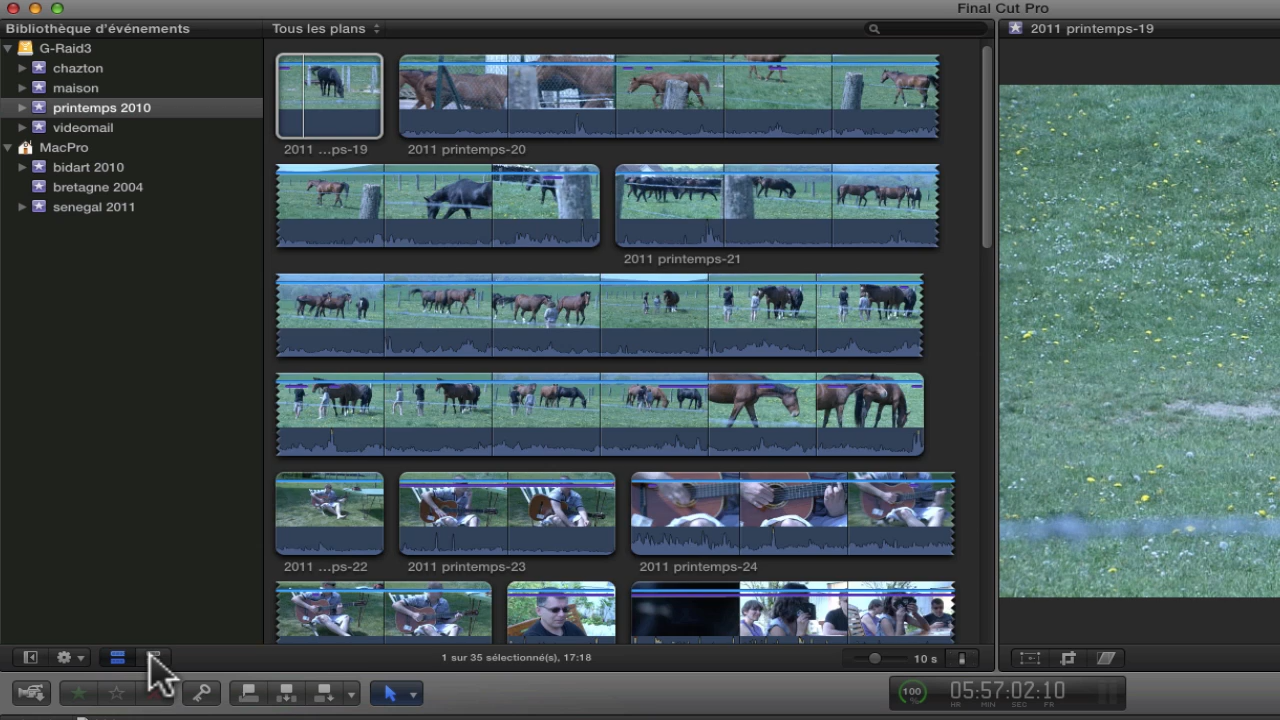 Final Cut Pro
Bibliothèque d'événements
Tous les plans
2011 printemps-19
G-Raid3
chazton
maison
printemps 2010
videomail
MacPro
bidart 2010
bretagne 2004
senegal 2011
2011 ...ps-19
2011 printemps-20
2011 printemps-21
2011 ...ps-22
2011 printemps-23
2011 printemps-24
1 sur 35 sélectionné(s), 17:18
10 s
100
%
05:57:02:10
HR MIN SEC FR